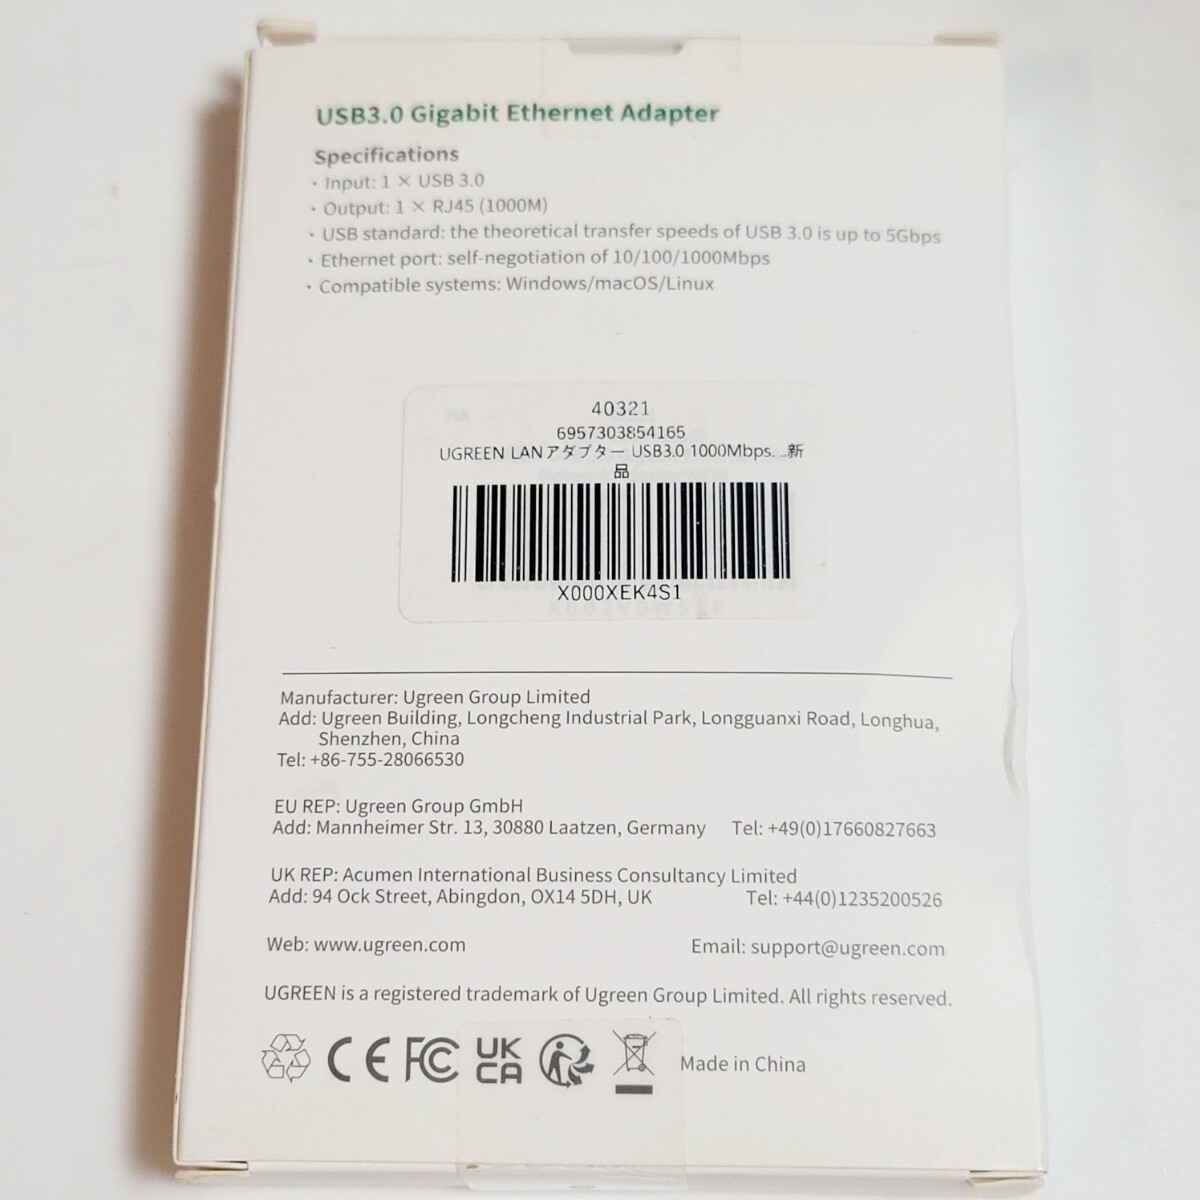 USB3.0 Gigabit Ethernet Adapter
Specifications
· Input: 1 × USB 3.0
· Output: 1 × RJ45 (1000M)
· USB standard: the theoretical transfer speeds of USB 3.0 is up to 5Gbps
· Ethernet port: self-negotiation of 10/100/1000Mbps
· Compatible systems: Windows/macOS/Linux
40321
6957303854165
UGREEN LANアダプター USB3.0 1000Mbps. ..新
品
X000XEK4S1
Manufacturer: Ugreen Group Limited
Add: Ugreen Building, Longcheng Industrial Park, Longguanxi Road, Longhua,
Shenzhen, China
Tel: +86-755-28066530
EU REP: Ugreen Group GmbH
Add: Mannheimer Str. 13, 30880 Laatzen, Germany Tel: +49(0)17660827663
UK REP: Acumen International Business Consultancy Limited
Add: 94 Ock Street, Abingdon, OX14 5DH, UK Tel: +44(0)1235200526
Web: www.ugreen.com Email: support@ugreen.com
UGREEN is a registered trademark of Ugreen Group Limited. All rights reserved.
CE FC UK CA Made in China